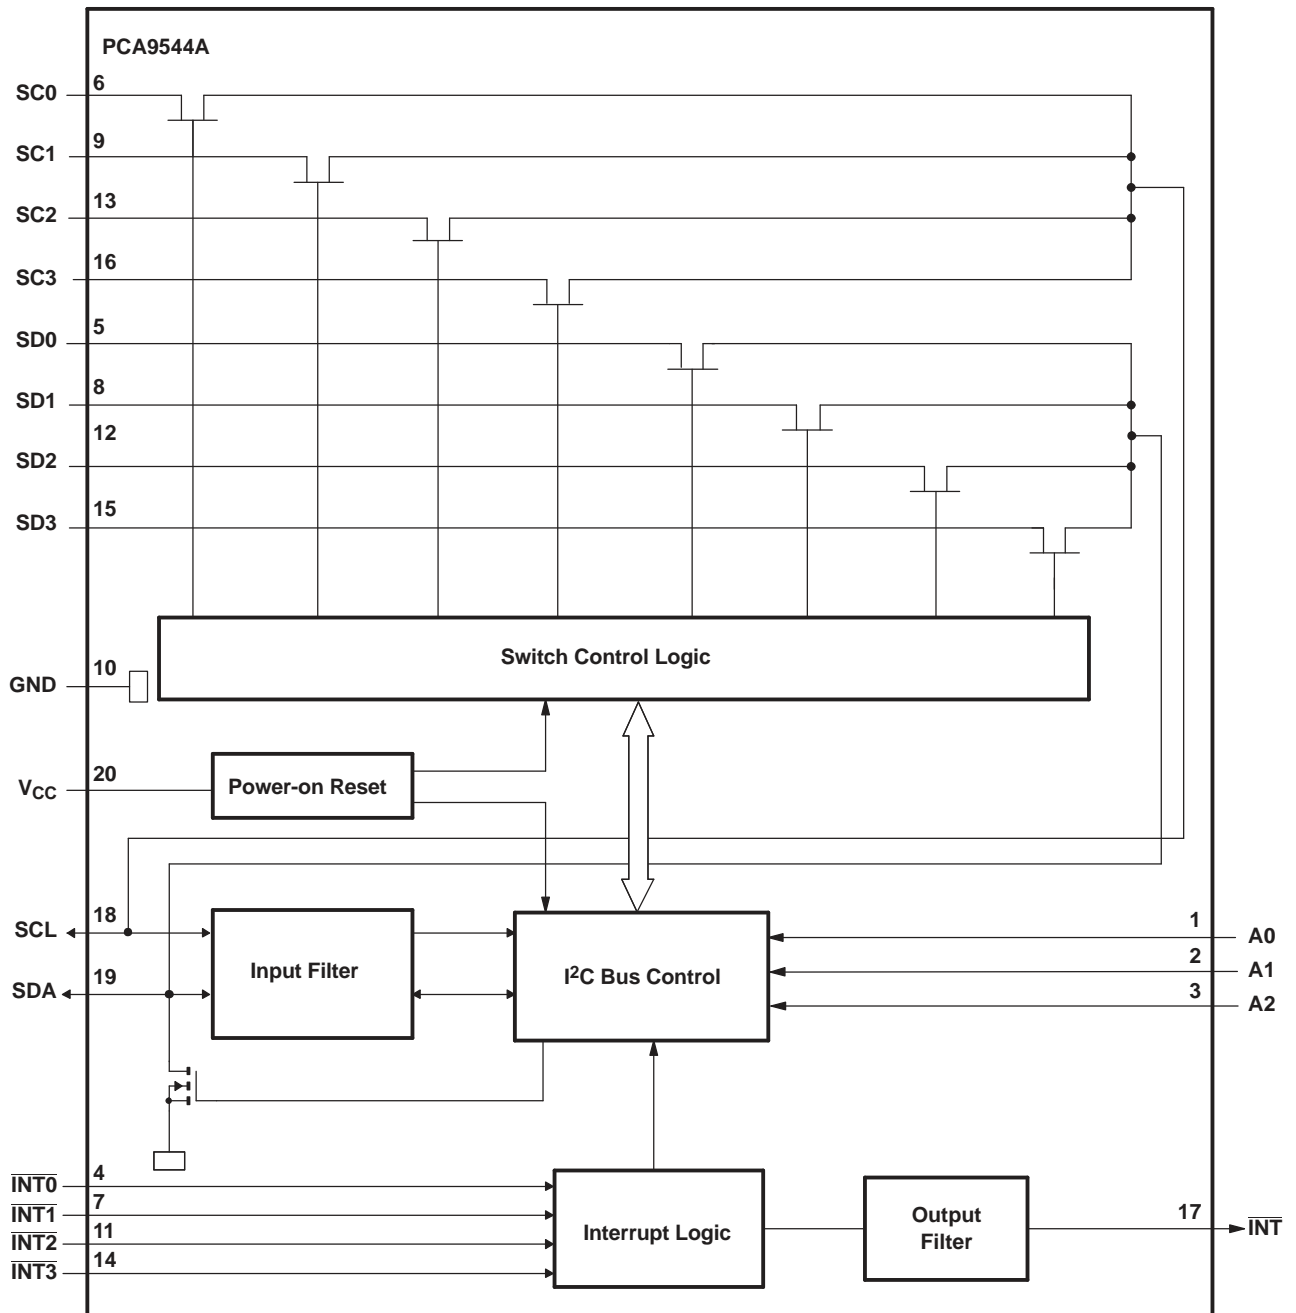 PCA9544A
SC0 6
SC1 9
SC2 13
SC3 16
SD0 5
SD1 8
SD2 12
SD3 15
Switch Control Logic
GND 10
VCC 20
Power-on Reset
SCL 18
SDA 19
Input Filter
I2C Bus Control
1 A0
2 A1
3 A2
INT0 4
INT1 7
INT2 11
INT3 14
Interrupt Logic
Output
Filter
17 INT